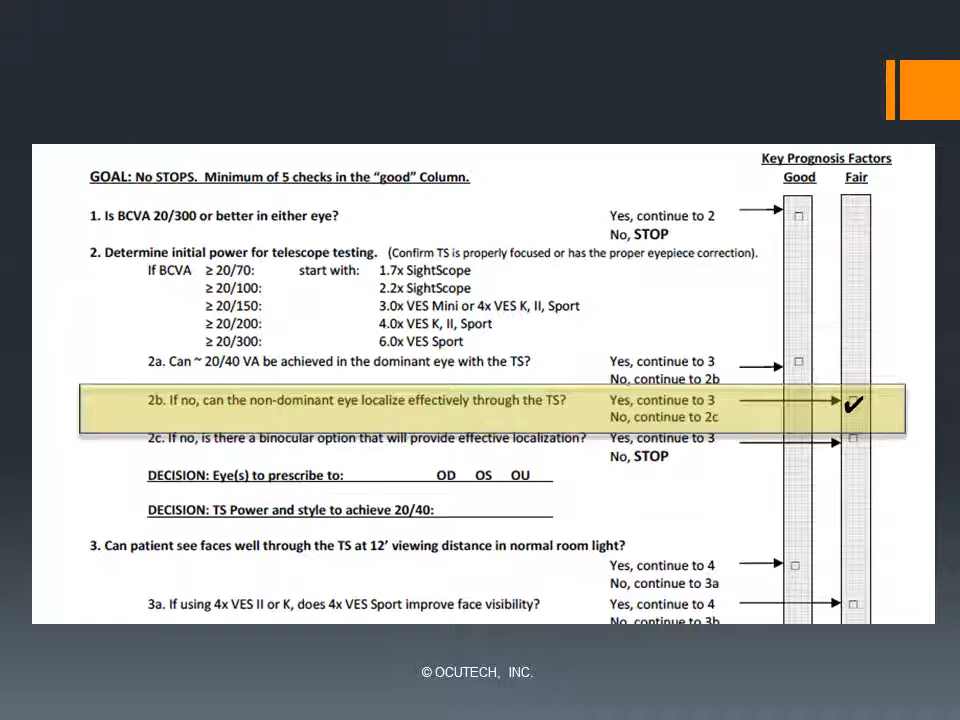 Key Prognosis Factors
GOAL: No STOPS. Minimum of 5 checks in the “good” Column. Good Fair
1. Is BCVA 20/300 or better in either eye? Yes, continue to 2
No, STOP
2. Determine initial power for telescope testing. (Confirm TS is properly focused or has the proper eyepiece correction).
If BCVA ≥ 20/70: start with: 1.7x SightScope
≥ 20/100: 2.2x SightScope
≥ 20/150: 3.0x VES Mini or 4x VES K, II, Sport
≥ 20/200: 4.0x VES K, II, Sport
≥ 20/300: 6.0x VES Sport
2a. Can ~ 20/40 VA be achieved in the dominant eye with the TS? Yes, continue to 3
No, continue to 2b
2b. If no, can the non-dominant eye localize effectively through the TS? Yes, continue to 3
No, continue to 2c
2c. If no, is there a binocular option that will provide effective localization? Yes, continue to 3
No, STOP
DECISION: Eye(s) to prescribe to: OD OS OU
DECISION: TS Power and style to achieve 20/40:
3. Can patient see faces well through the TS at 12’ viewing distance in normal room light?
Yes, continue to 4
No, continue to 3a
3a. If using 4x VES II or K, does 4x VES Sport improve face visibility? Yes, continue to 4
No, continue to 3b
© OCUTECH, INC.